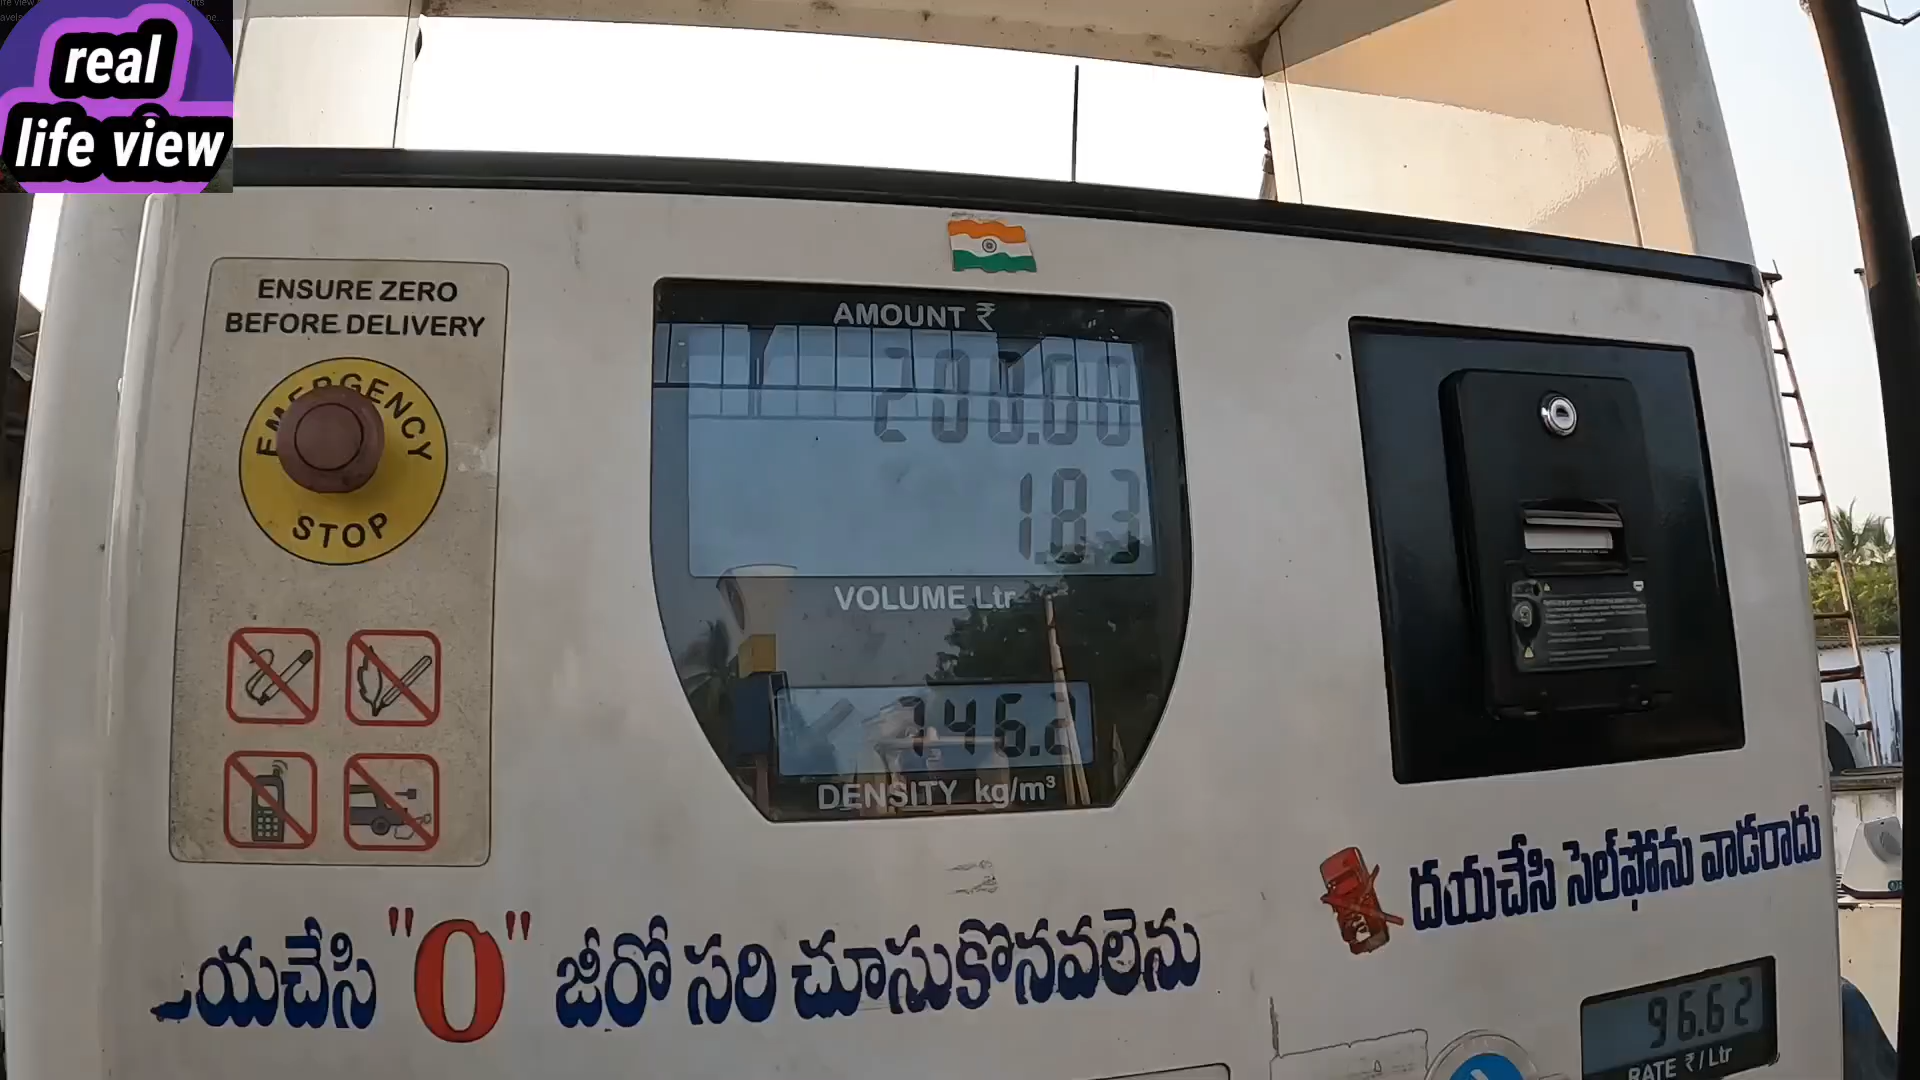 real
life view
ENSURE ZERO
BEFORE DELIVERY
EMERGENCY
STOP
AMOUNT ₹
200.00
1.83
VOLUME Ltr
746.2
DENSITY kg/m³
దయచేసి సెల్‌ఫోను వాడరాదు
యచేసి "0" జీరో సరి చూసుకొనవలెను
96.62
RATE ₹/Ltr